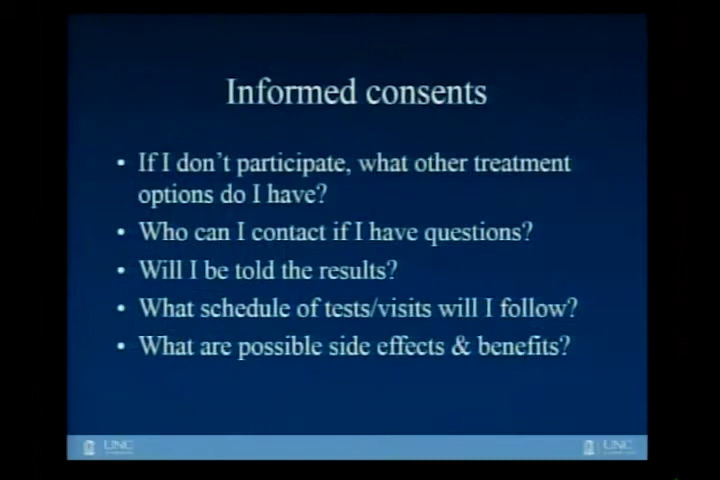 Informed consents
• If I don't participate, what other treatment
options do I have?
• Who can I contact if I have questions?
• Will I be told the results?
• What schedule of tests/visits will I follow?
• What are possible side effects & benefits?
UNC
UNC